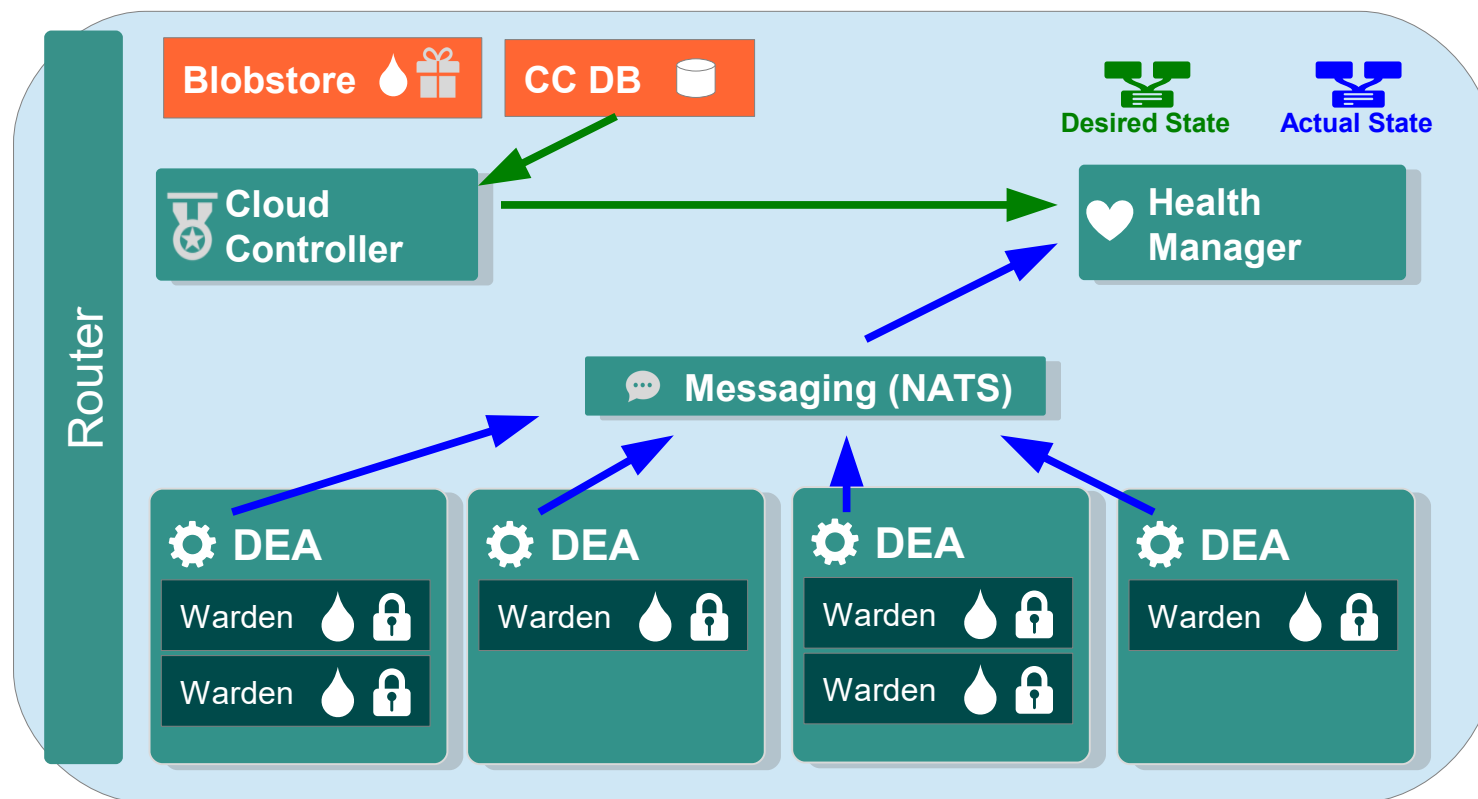 Router
Blobstore
CC DB
Desired State
Actual State
Cloud
Controller
Health
Manager
Messaging (NATS)
DEA
Warden
Warden
DEA
Warden
DEA
Warden
Warden
DEA
Warden